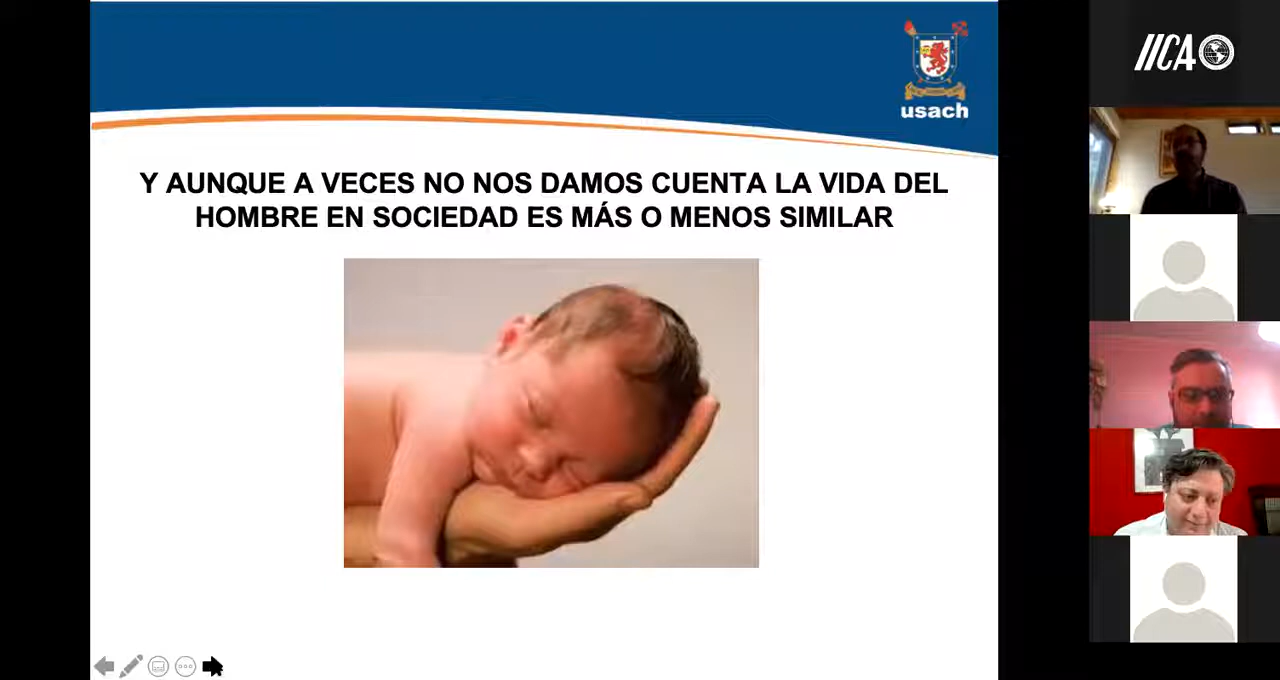 usach
Y AUNQUE A VECES NO NOS DAMOS CUENTA LA VIDA DEL
HOMBRE EN SOCIEDAD ES MÁS O MENOS SIMILAR
IICA